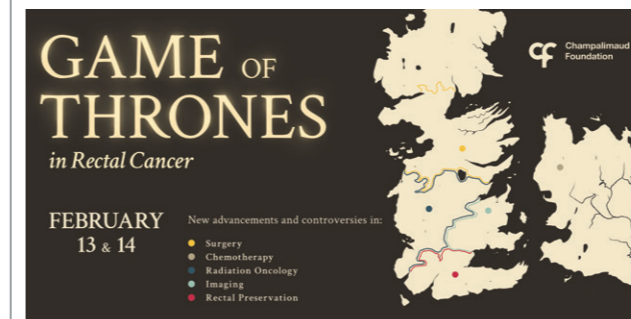 GAME OF
THRONES
in Rectal Cancer
Champalimaud
Foundation
FEBRUARY
13 & 14
New advancements and controversies in:
Surgery
Chemotherapy
Radiation Oncology
Imaging
Rectal Preservation